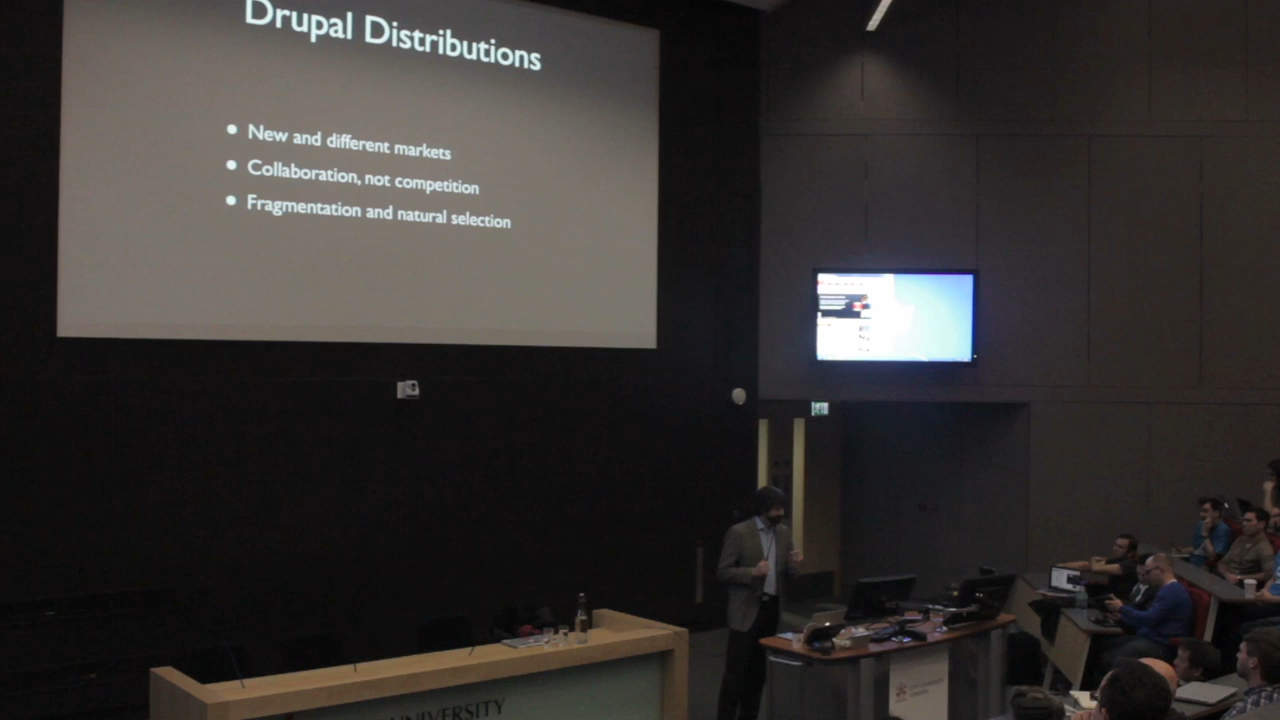 Drupal Distributions
• New and different markets
• Collaboration, not competition
• Fragmentation and natural selection
UNIVERSITY